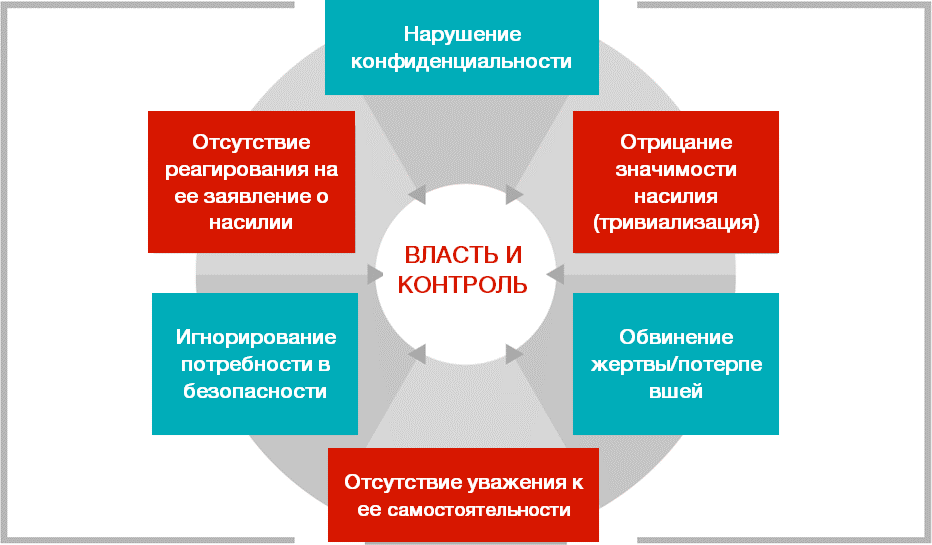 Нарушение
конфиденциальности
Отсутствие
реагирования на
ее заявление о
насилии
Отрицание
значимости
насилия
(тривиализация)
ВЛАСТЬ И
КОНТРОЛЬ
Игнорирование
потребности в
безопасности
Обвинение
жертвы/потерпе
вшей
Отсутствие уважения к
ее самостоятельности